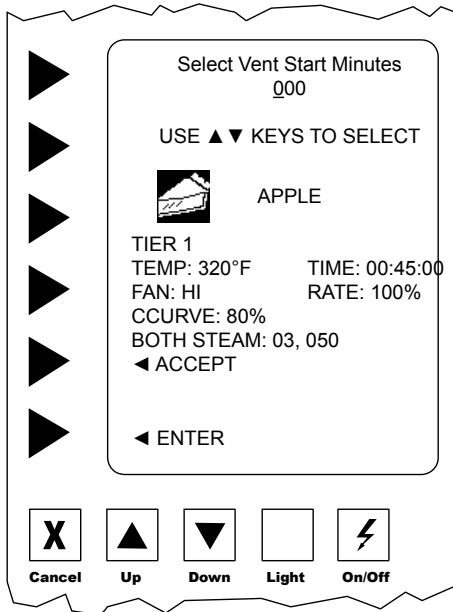 Select Vent Start Minutes
000
USE ▲▼ KEYS TO SELECT
APPLE
TIER 1
TEMP: 320°F TIME: 00:45:00
FAN: HI RATE: 100%
CCURVE: 80%
BOTH STEAM: 03, 050
◄ ACCEPT
◄ ENTER
X
Cancel Up Down Light On/Off